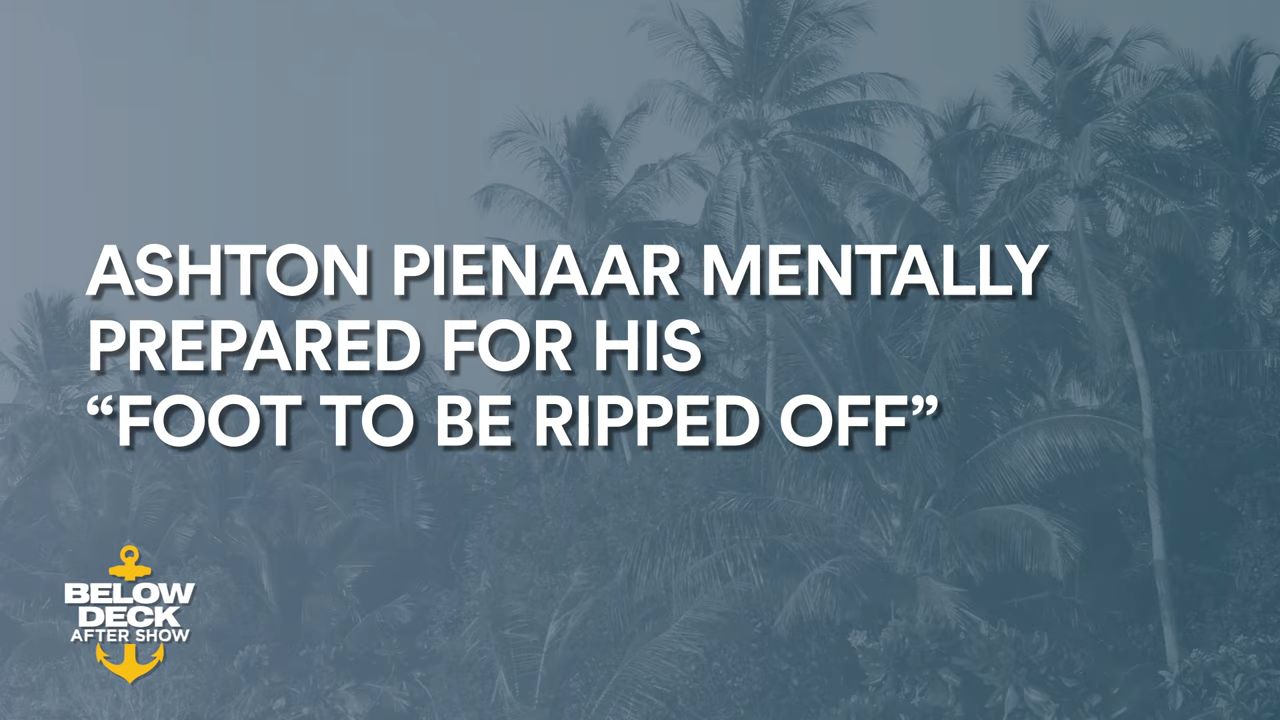 ASHTON PIENAAR MENTALLY
PREPARED FOR HIS
“FOOT TO BE RIPPED OFF”
BELOW
DECK
AFTER SHOW